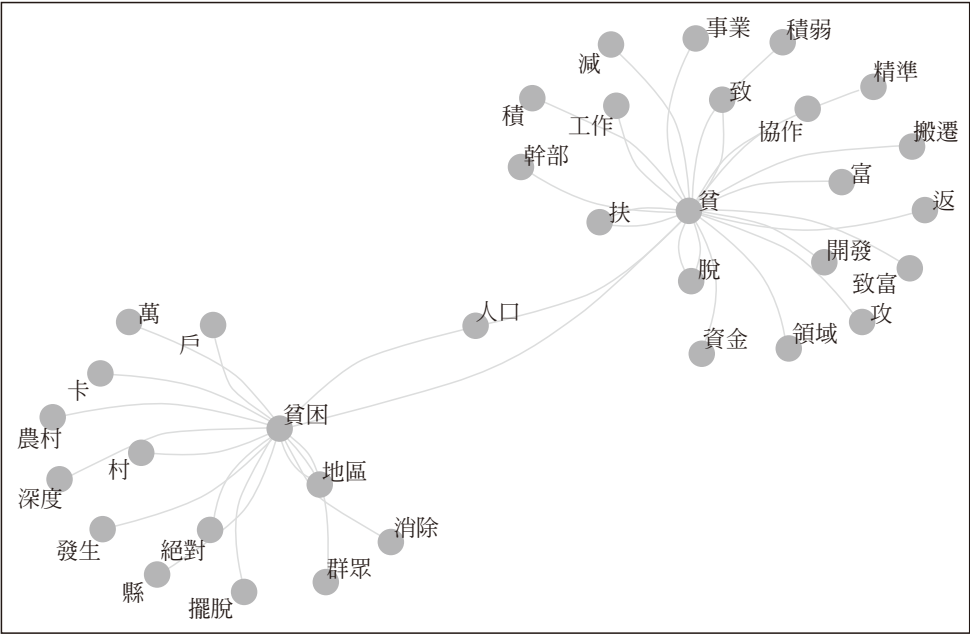 事業
積弱
減
精準
致
積
工作
協作
搬遷
幹部
富
貧
返
扶
開發
脫
致富
人口
攻
萬
資金
領域
戶
卡
貧困
農村
村
地區
深度
消除
發生
絕對
群眾
縣
擺脫